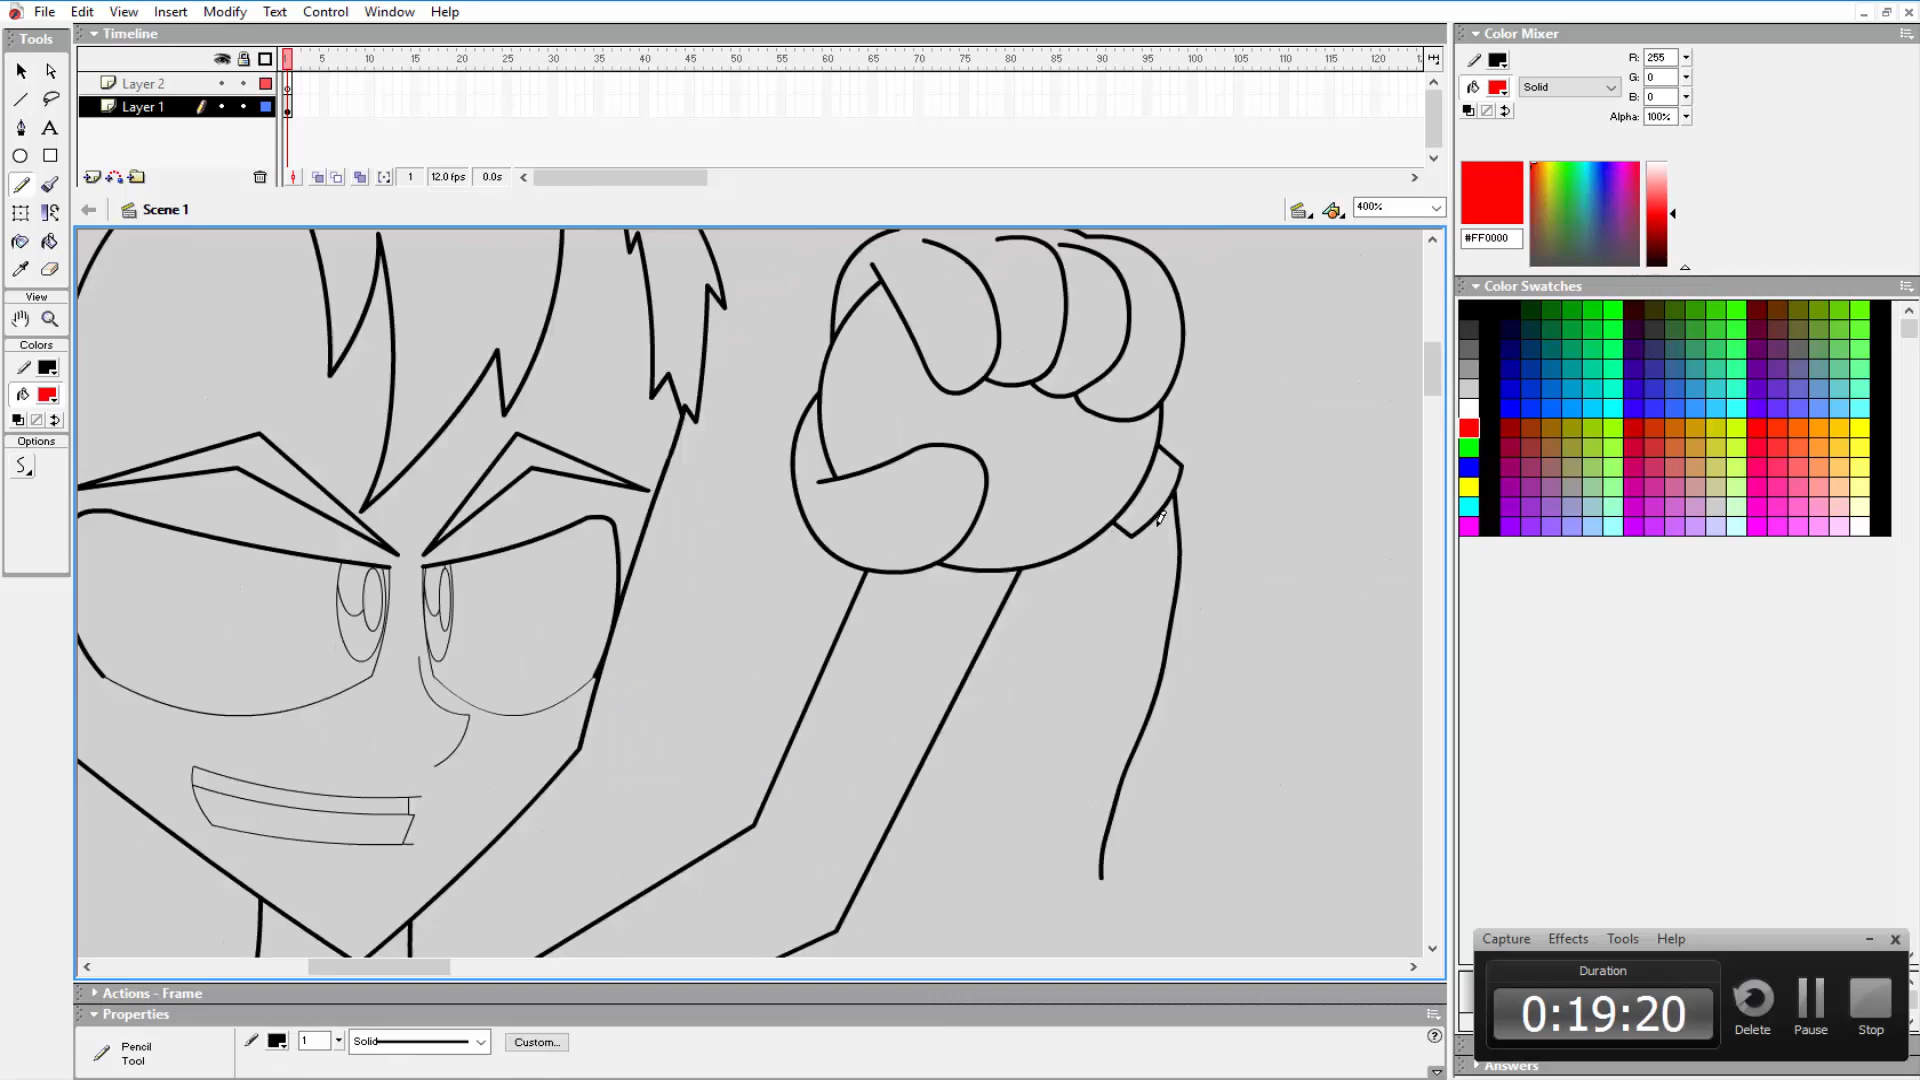 File Edit View Insert Modify Text Control Window Help
Tools
Timeline
Color Mixer
5 10 15 20 25 30 35 40 45 50 55 60 65 70 75 80 85 90 95 100 105 110 115 120
Layer 2
Layer 1
R: 255
G: 0
Solid
B: 0
Alpha: 100%
1 12.0 fps 0.0s
Scene 1
400%
#FF0000
Color Swatches
View
Colors
Options
Capture Effects Tools Help
Duration
0:19:20
Delete Pause Stop
Actions - Frame
Properties
Pencil
Tool
1 Solid Custom...
Answers